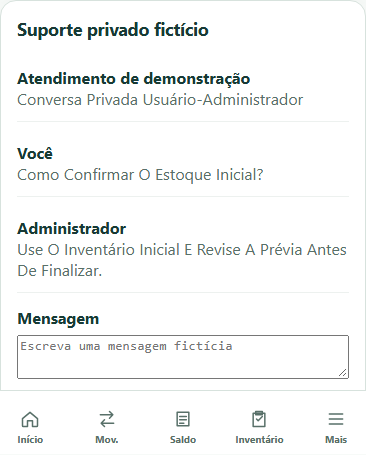 Suporte privado fictício
Atendimento de demonstração
Conversa Privada Usuário-Administrador
Você
Como Confirmar O Estoque Inicial?
Administrador
Use O Inventário Inicial E Revise A Prévia Antes
De Finalizar.
Mensagem
Escreva uma mensagem fictícia
Início
Mov.
Saldo
Inventário
Mais